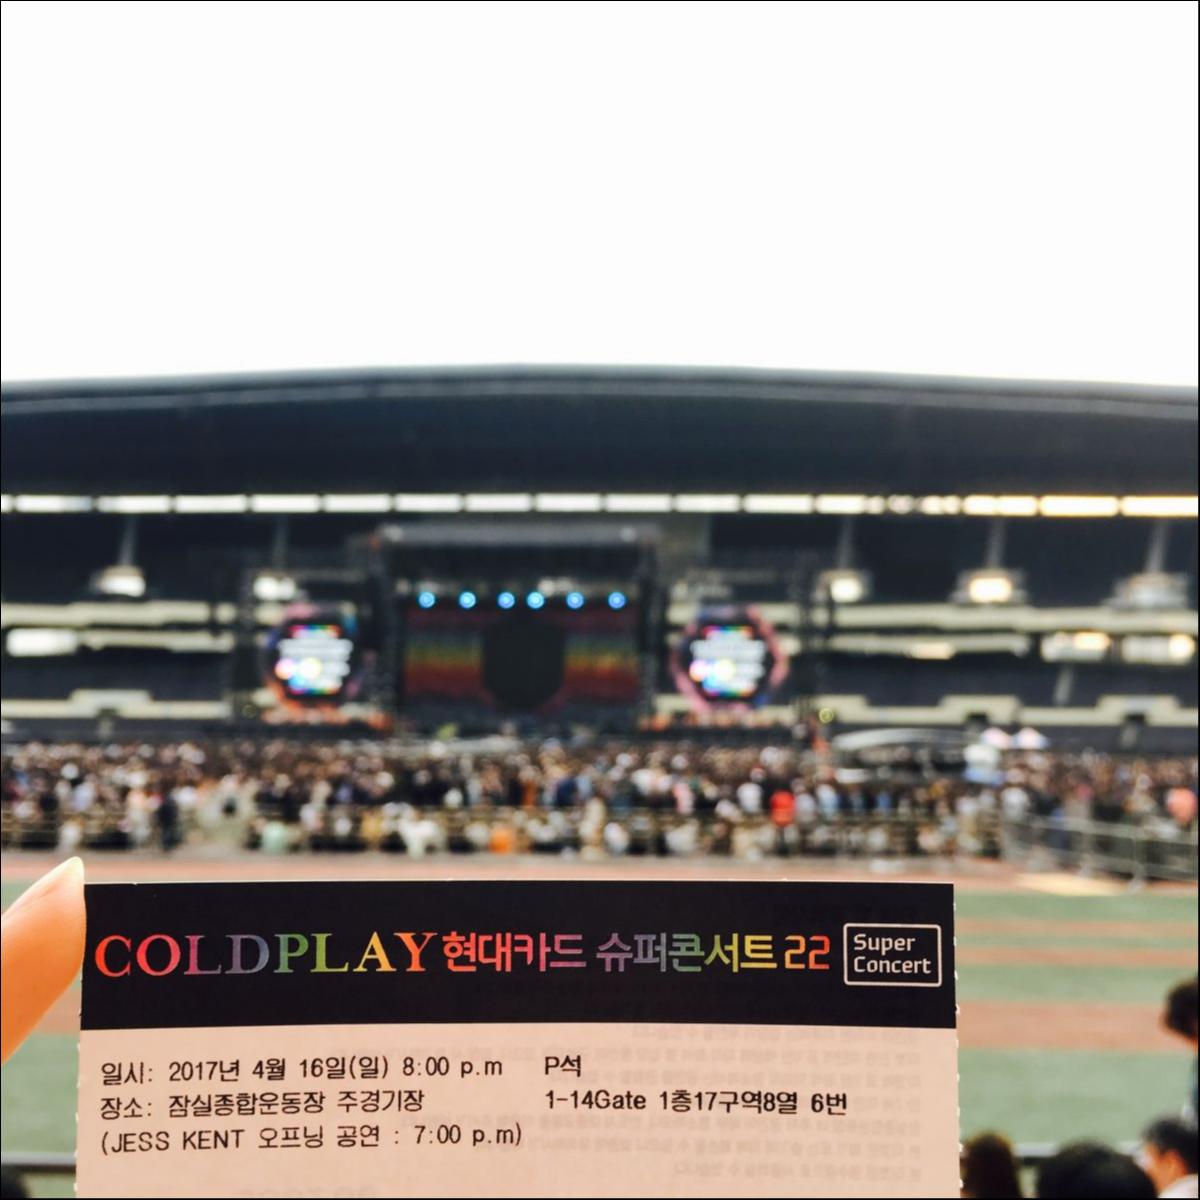 COLDPLAY 현대카드 슈퍼콘서트 22
Super
Concert
일시: 2017년 4월 16일(일) 8:00 p.m
장소: 잠실종합운동장 주경기장
(JESS KENT 오프닝 공연 : 7:00 p.m)
P석
1-14Gate 1층17구역8열 6번